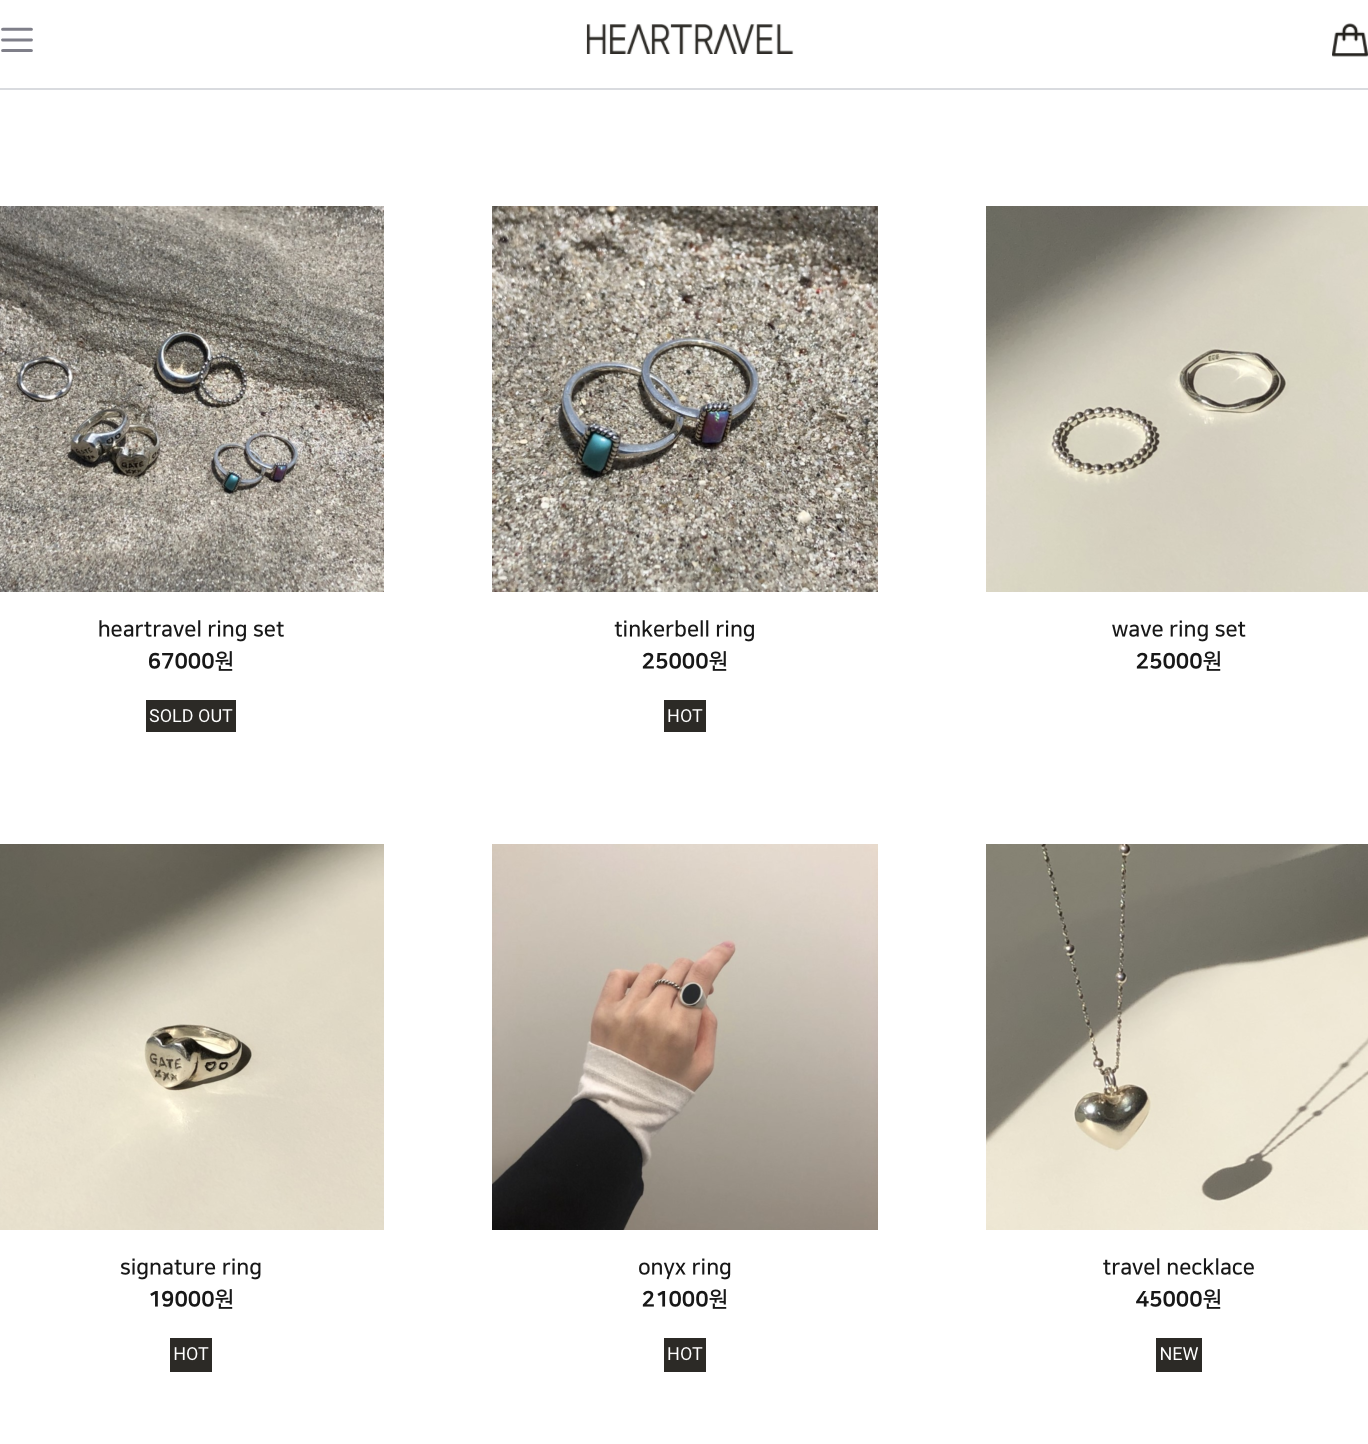 HEARTRAVEL
heartravel ring set
67000원
SOLD OUT
tinkerbell ring
25000원
HOT
wave ring set
25000원
GATE
XXX
signature ring
19000원
HOT
onyx ring
21000원
HOT
travel necklace
45000원
NEW